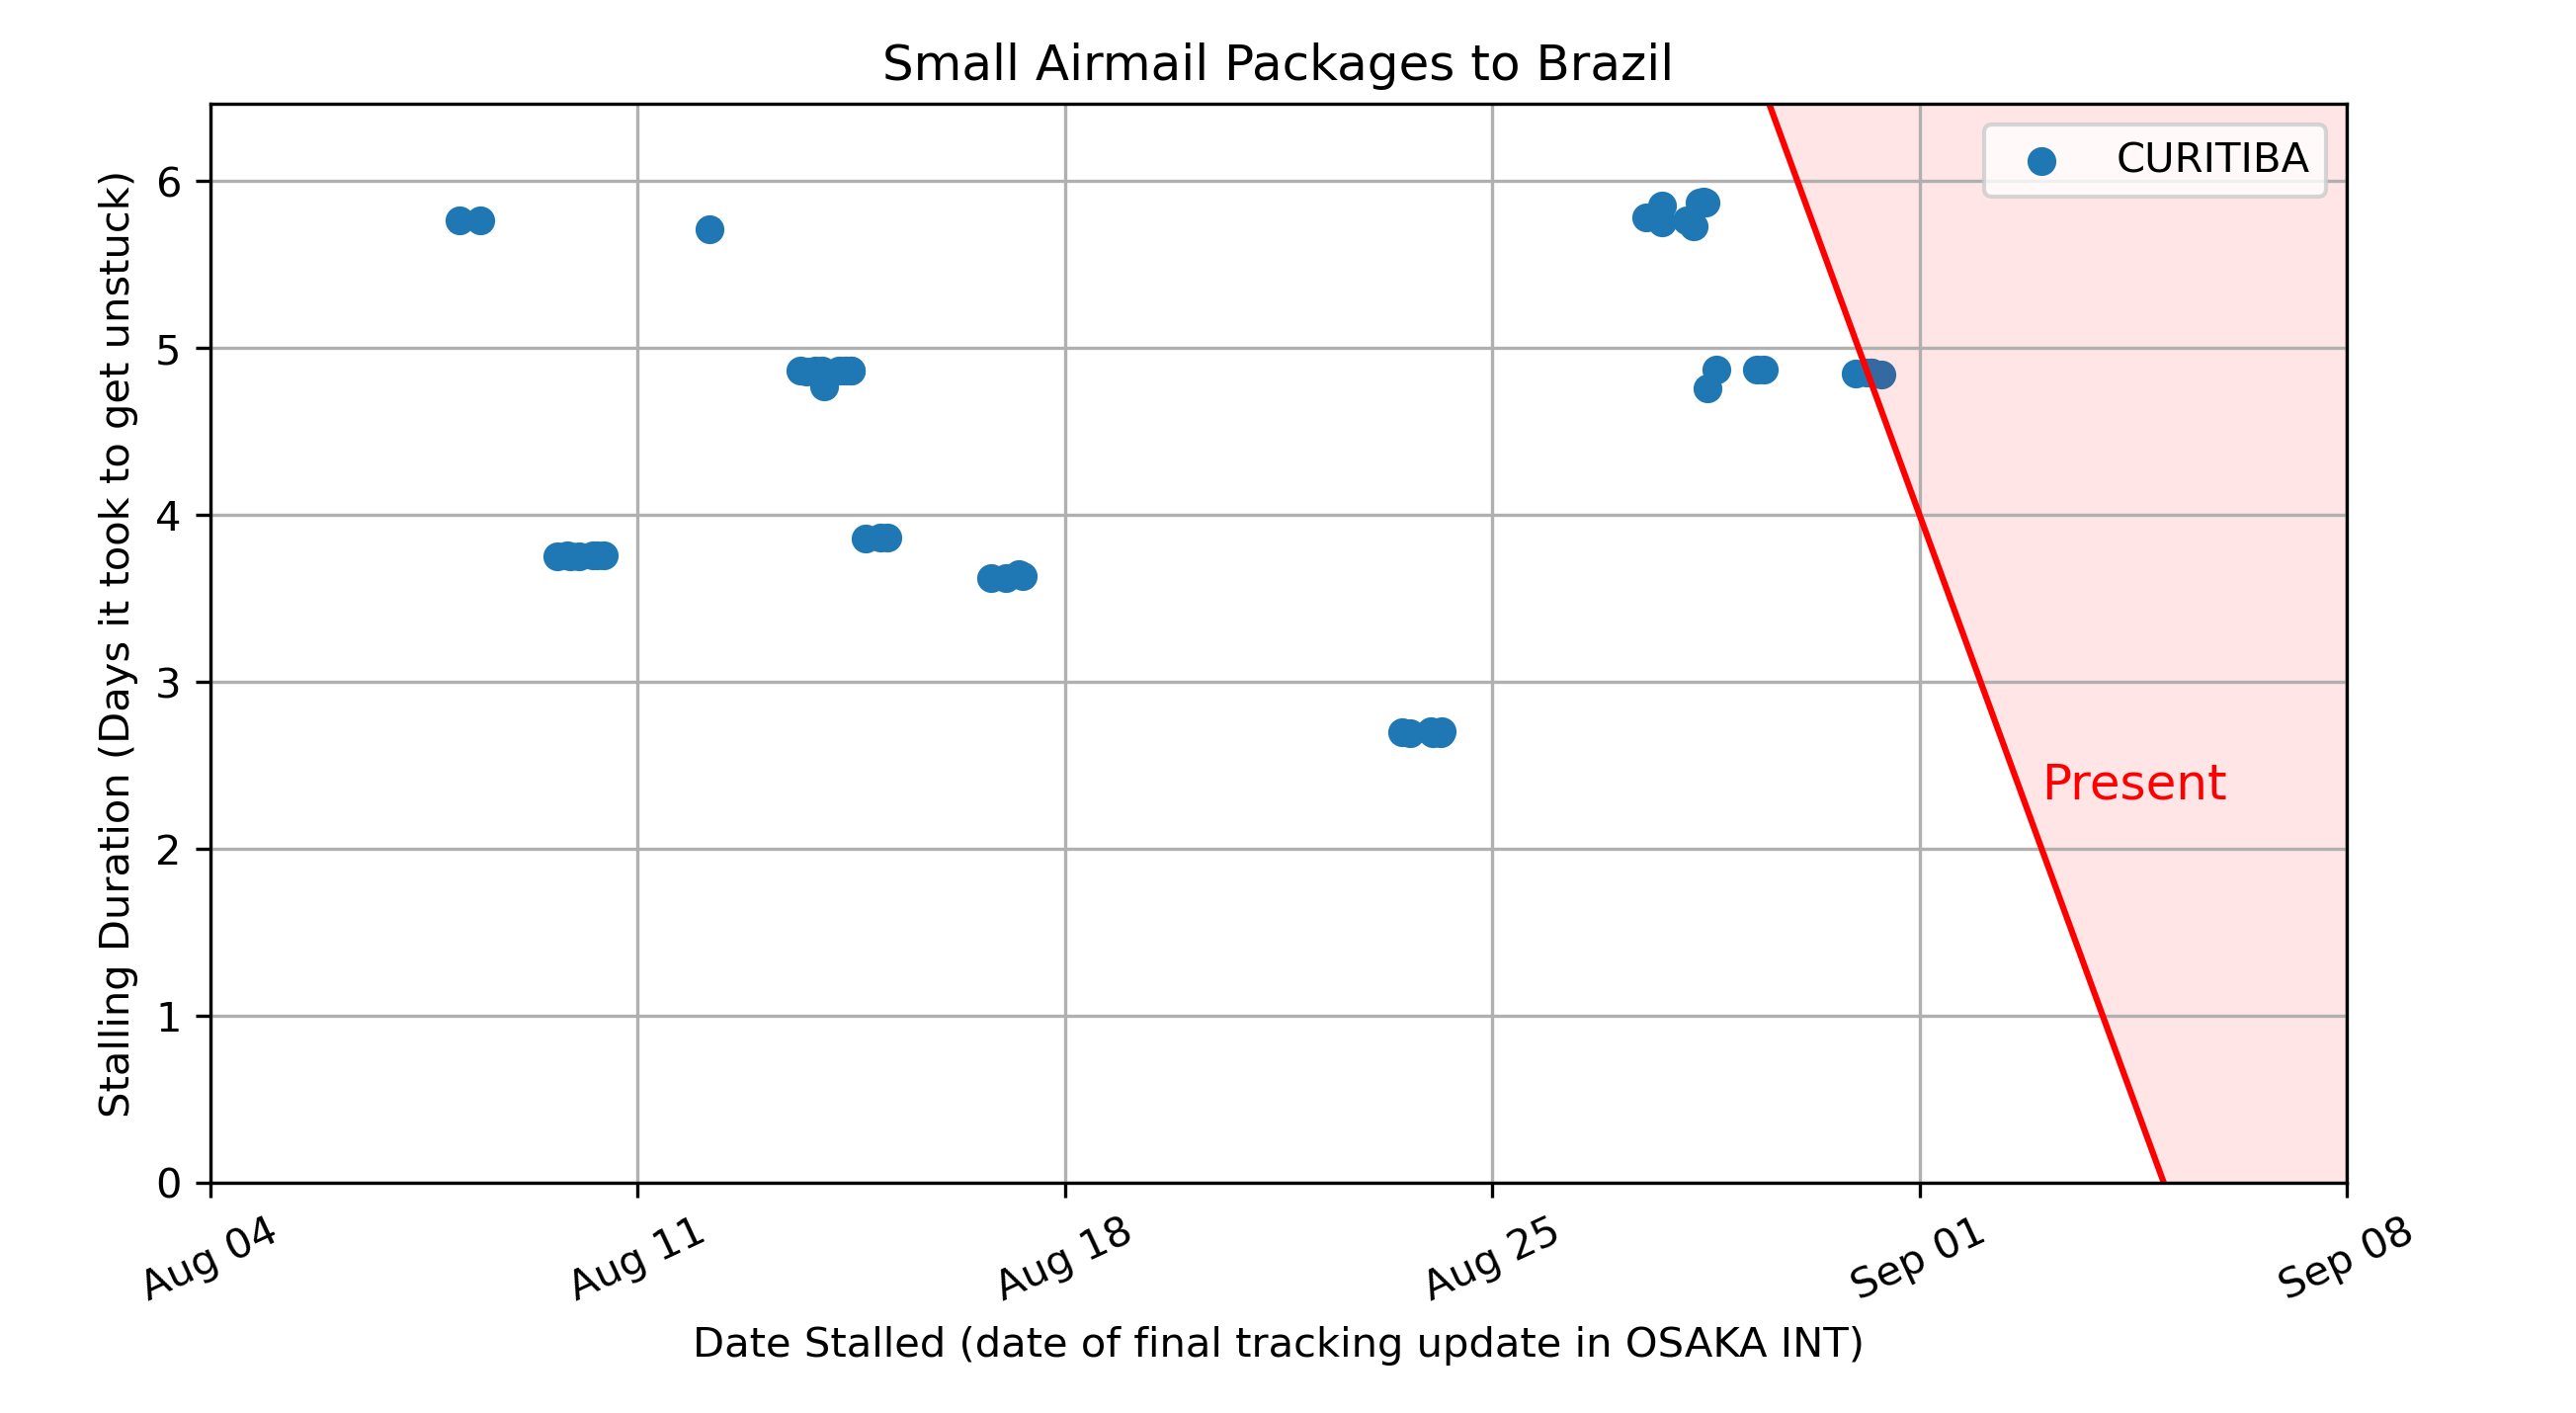 Small Airmail Packages to Brazil
CURITIBA
Stalling Duration (Days it took to get unstuck)
6
5
4
3
2
1
0
Present
Aug 04
Aug 11
Aug 18
Aug 25
Sep 01
Sep 08
Date Stalled (date of final tracking update in OSAKA INT)